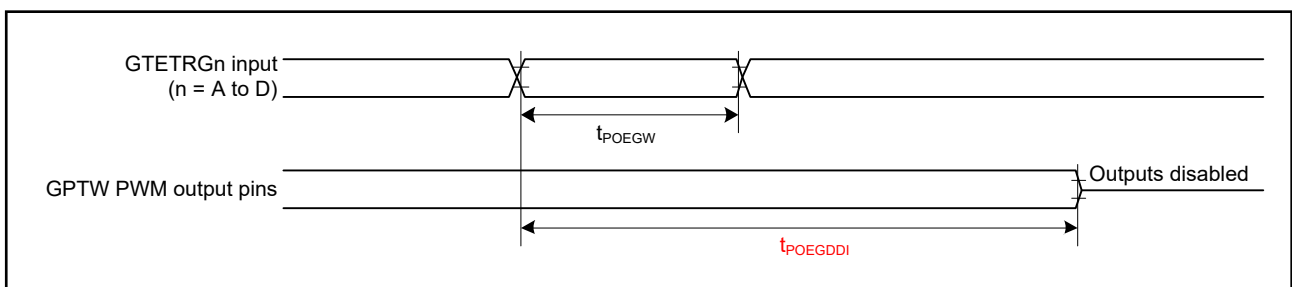 GTETRGn input
(n = A to D)
tPOEGW
GPTW PWM output pins
Outputs disabled
tPOEGDDI